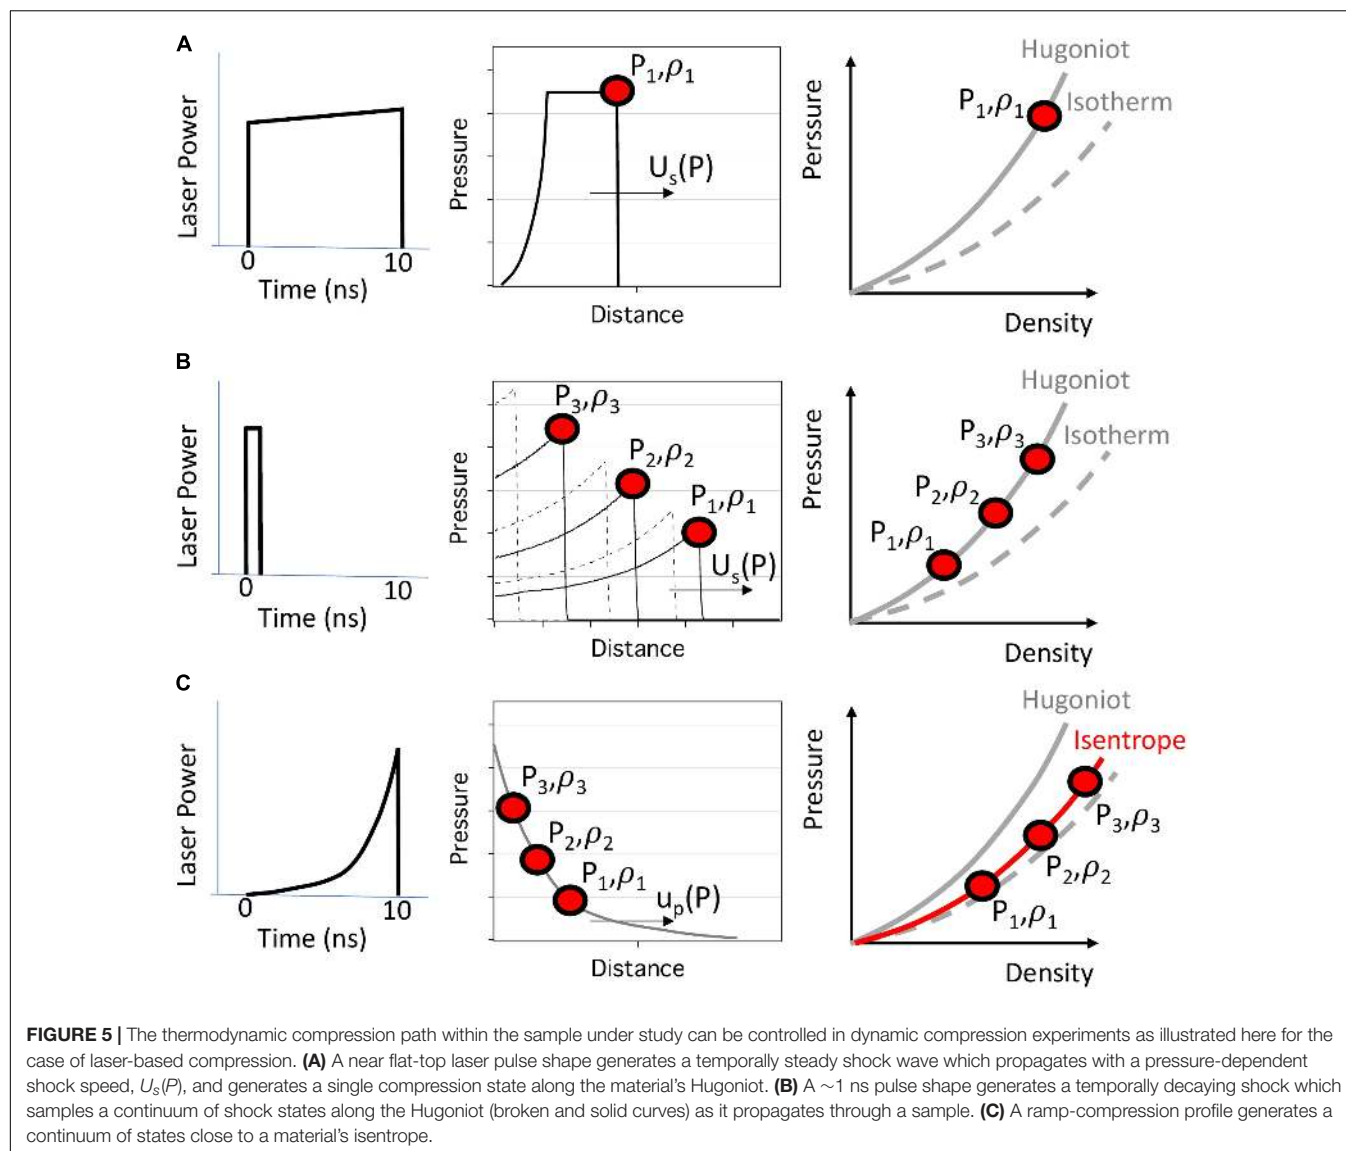 A
Laser Power
0
10
Time (ns)
Pressure
P₁,ρ₁
Uₛ(P)
Distance
Perssure
Hugoniot
P₁,ρ₁
Isotherm
Density
B
Laser Power
0
10
Time (ns)
Pressure
P₃,ρ₃
P₂,ρ₂
P₁,ρ₁
Uₛ(P)
Distance
Pressure
Hugoniot
Isotherm
P₃,ρ₃
P₂,ρ₂
P₁,ρ₁
Density
C
Laser Power
0
10
Time (ns)
Pressure
P₃,ρ₃
P₂,ρ₂
P₁,ρ₁
uₚ(P)
Distance
Pressure
Hugoniot
Isentrope
P₃,ρ₃
P₂,ρ₂
P₁,ρ₁
Density
FIGURE 5 | The thermodynamic compression path within the sample under study can be controlled in dynamic compression experiments as illustrated here for the
case of laser-based compression. (A) A near flat-top laser pulse shape generates a temporally steady shock wave which propagates with a pressure-dependent
shock speed, Uₛ(P), and generates a single compression state along the material's Hugoniot. (B) A ∼1 ns pulse shape generates a temporally decaying shock which
samples a continuum of shock states along the Hugoniot (broken and solid curves) as it propagates through a sample. (C) A ramp-compression profile generates a
continuum of states close to a material's isentrope.